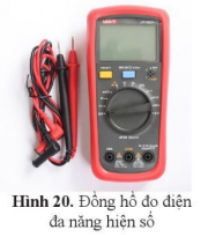 Hình 20. Đồng hồ đo điện
đa năng hiện số